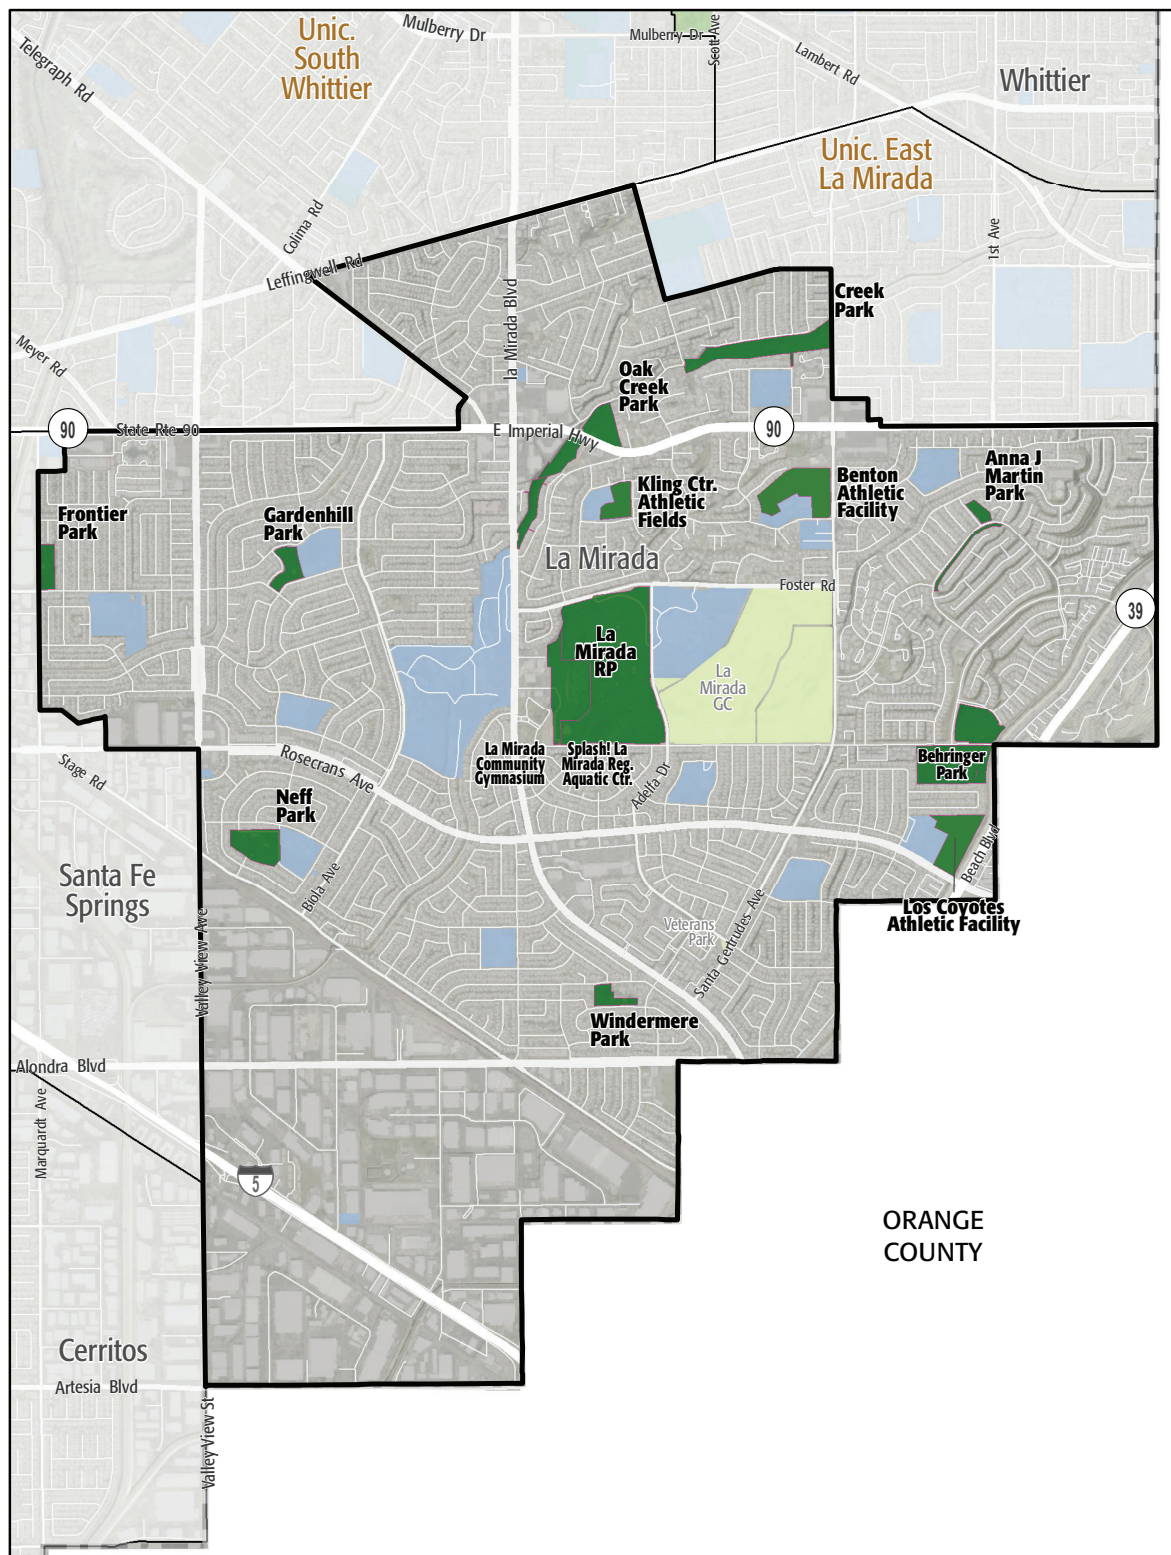 Unic.
South
Whittier
Mulberry Dr
Mulberry Dr
Scott Ave
Lambert Rd
Whittier
Telegraph Rd
Unic. East
La Mirada
Colima Rd
Leffingwell Rd
1st Ave
la Mirada Blvd
Creek
Park
Meyer Rd
Oak
Creek
Park
90
State Rte 90
E Imperial Hwy
90
Frontier
Park
Gardenhill
Park
Kling Ctr.
Athletic
Fields
Benton
Athletic
Facility
Anna J
Martin
Park
La Mirada
Foster Rd
39
La
Mirada
RP
La
Mirada
GC
Stage Rd
Rosecrans Ave
La Mirada
Community
Gymnasium
Splash! La
Mirada Reg.
Aquatic Ctr.
Adelfa Dr
Behringer
Park
Neff
Park
Biola Ave
Beach Blvd
Santa Fe
Springs
Los Coyotes
Athletic Facility
Veterans
Park
Santa Gertrudes Ave
Valley View Ave
Windermere
Park
Alondra Blvd
Marquardt Ave
5
ORANGE
COUNTY
Cerritos
Artesia Blvd
Valley View St